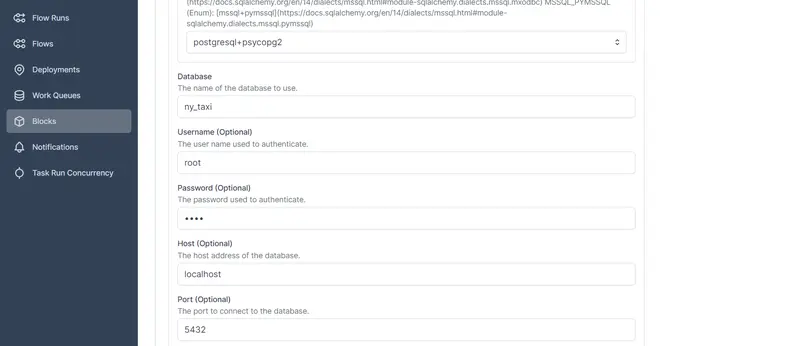 Flow Runs
Flows
Deployments
Work Queues
Blocks
Notifications
Task Run Concurrency
(https://docs.sqlalchemy.org/en/14/dialects/mssql.html#module-sqlalchemy.dialects.mssql.mxodbc) MSSQL_PYMSSQL
(Enum): [mssql+pymssql](https://docs.sqlalchemy.org/en/14/dialects/mssql.html#module-
sqlalchemy.dialects.mssql.pymssql)
postgresql+psycopg2
Database
The name of the database to use.
ny_taxi
Username (Optional)
The user name used to authenticate.
root
Password (Optional)
The password used to authenticate.
••••
Host (Optional)
The host address of the database.
localhost
Port (Optional)
The port to connect to the database.
5432